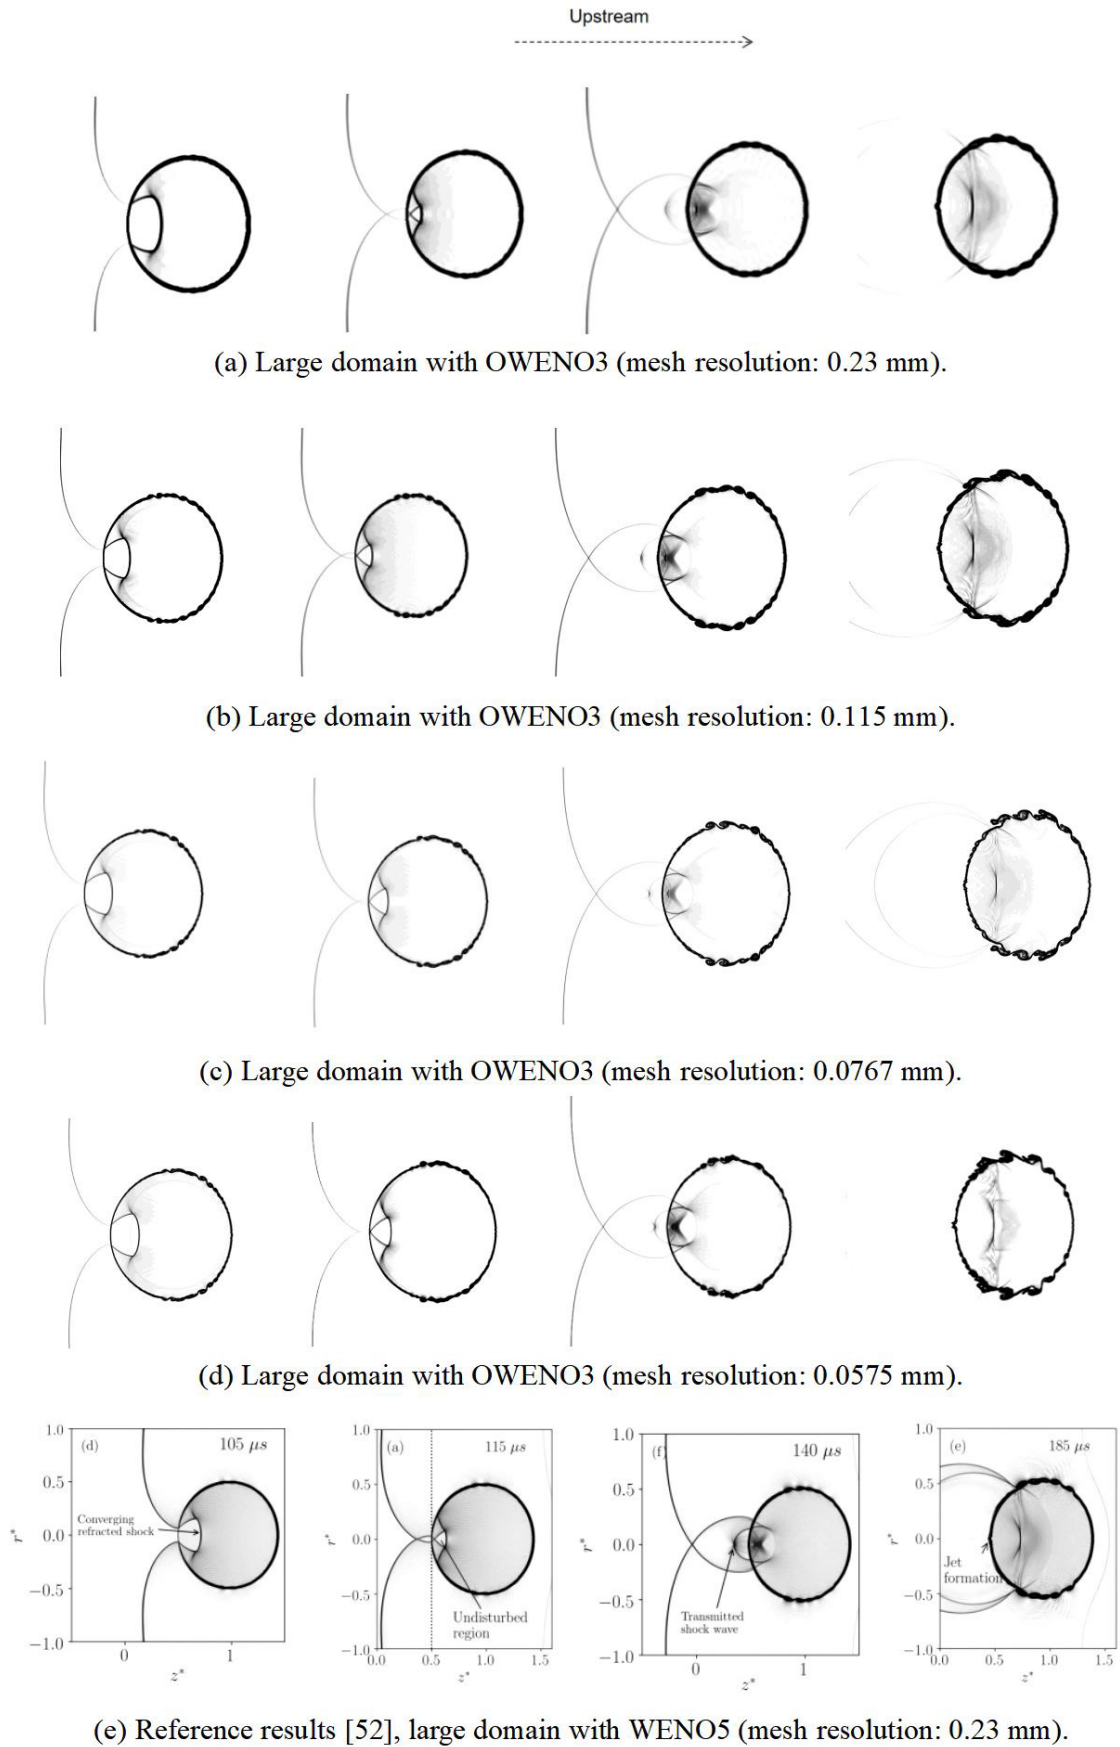 Upstream
(a) Large domain with OWENO3 (mesh resolution: 0.23 mm).
(b) Large domain with OWENO3 (mesh resolution: 0.115 mm).
(c) Large domain with OWENO3 (mesh resolution: 0.0767 mm).
(d) Large domain with OWENO3 (mesh resolution: 0.0575 mm).
1.0
0.5
0.0
−0.5
−1.0
r*
(d)
105 μs
Converging
refracted shock
0
1
z*
1.0
0.5
0.0
−0.5
−1.0
r*
(a)
115 μs
Undisturbed
region
0.0
0.5
1.0
1.5
z*
1.0
0.5
0.0
−0.5
−1.0
r*
(f)
140 μs
Transmitted
shock wave
0
1
z*
1.0
0.5
0.0
−0.5
−1.0
r*
(e)
185 μs
Jet
formation
0.0
0.5
1.0
1.5
z*
(e) Reference results [52], large domain with WENO5 (mesh resolution: 0.23 mm).